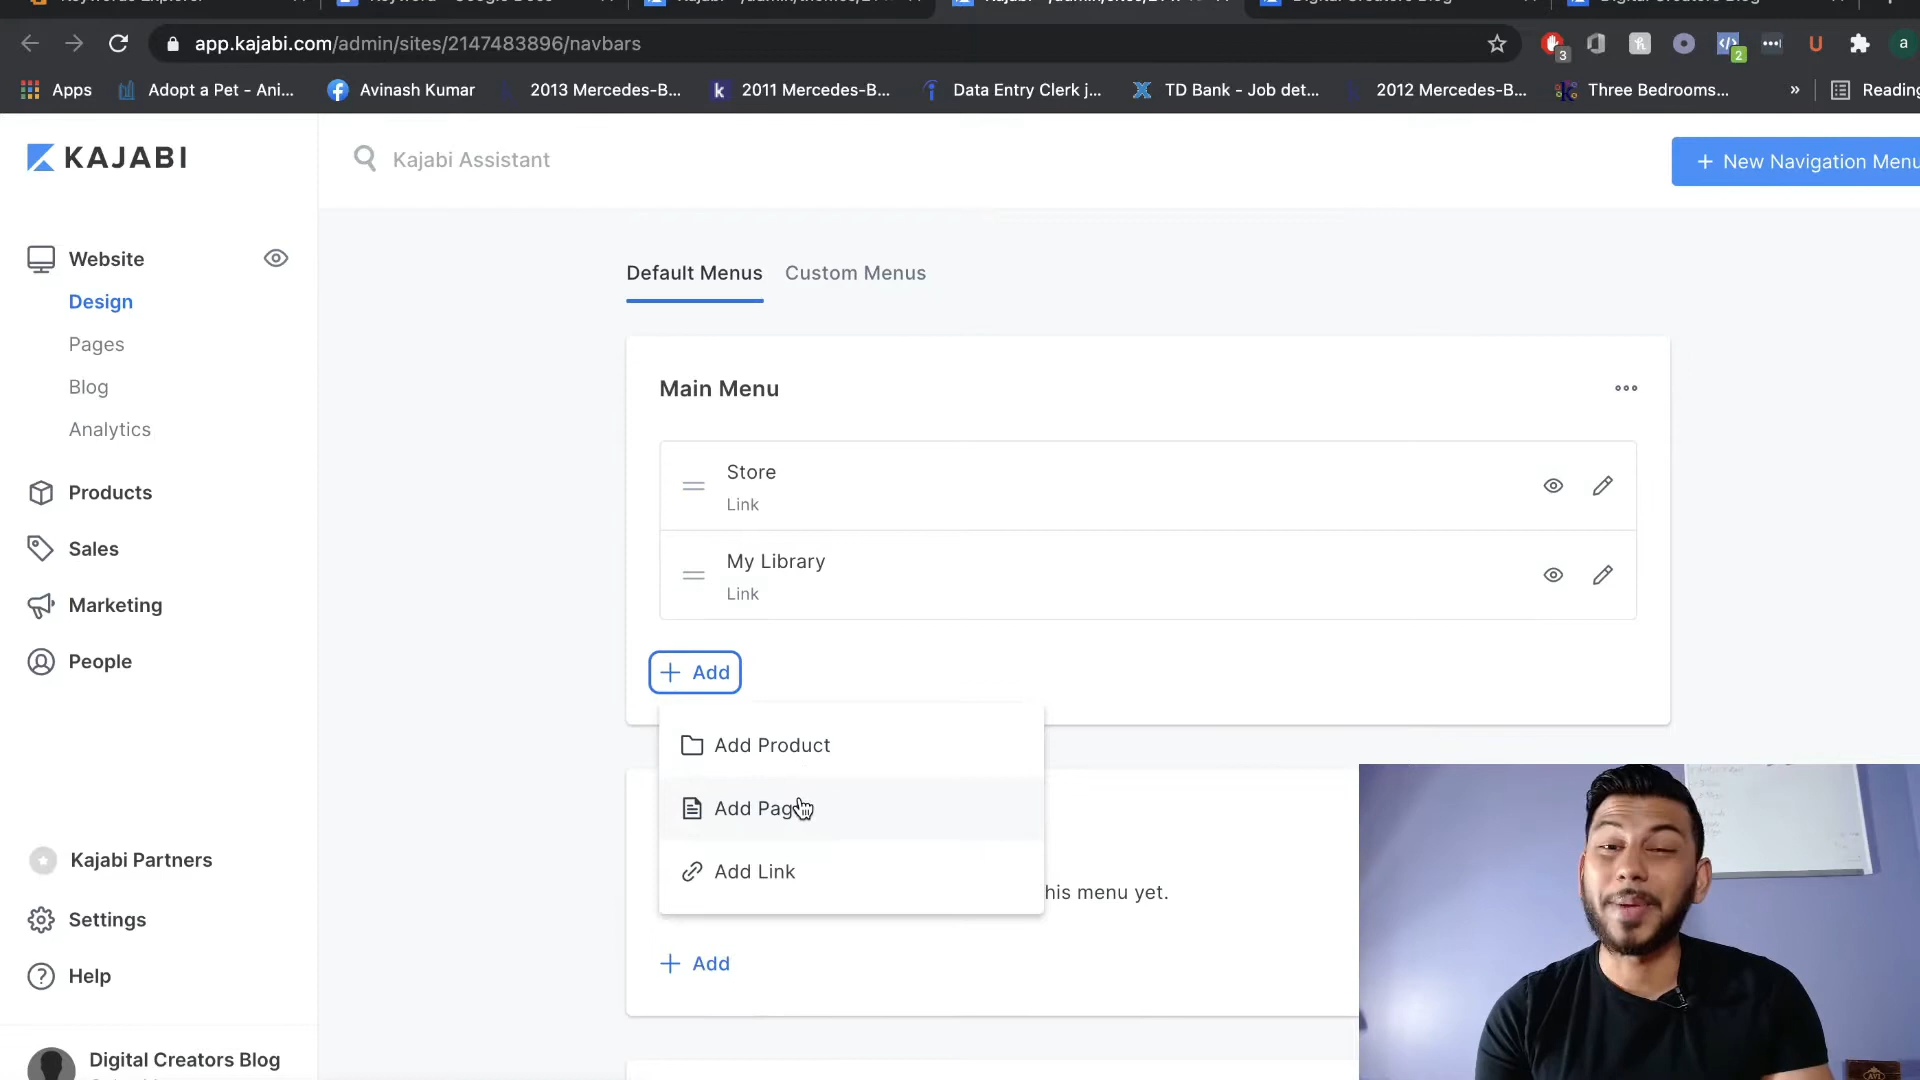 app.kajabi.com/admin/sites/2147483896/navbars
3
2
a
Apps
Adopt a Pet - Ani...
Avinash Kumar
2013 Mercedes-B...
k
2011 Mercedes-B...
Data Entry Clerk j...
TD Bank - Job det...
2012 Mercedes-B...
Three Bedrooms...
»
Reading
KAJABI
Kajabi Assistant
+ New Navigation Menu
Website
Design
Pages
Blog
Analytics
Products
Sales
Marketing
People
Default Menus
Custom Menus
Main Menu
Store
Link
My Library
Link
+ Add
Add Product
Add Page
Add Link
his menu yet.
+ Add
Kajabi Partners
Settings
Help
Digital Creators Blog